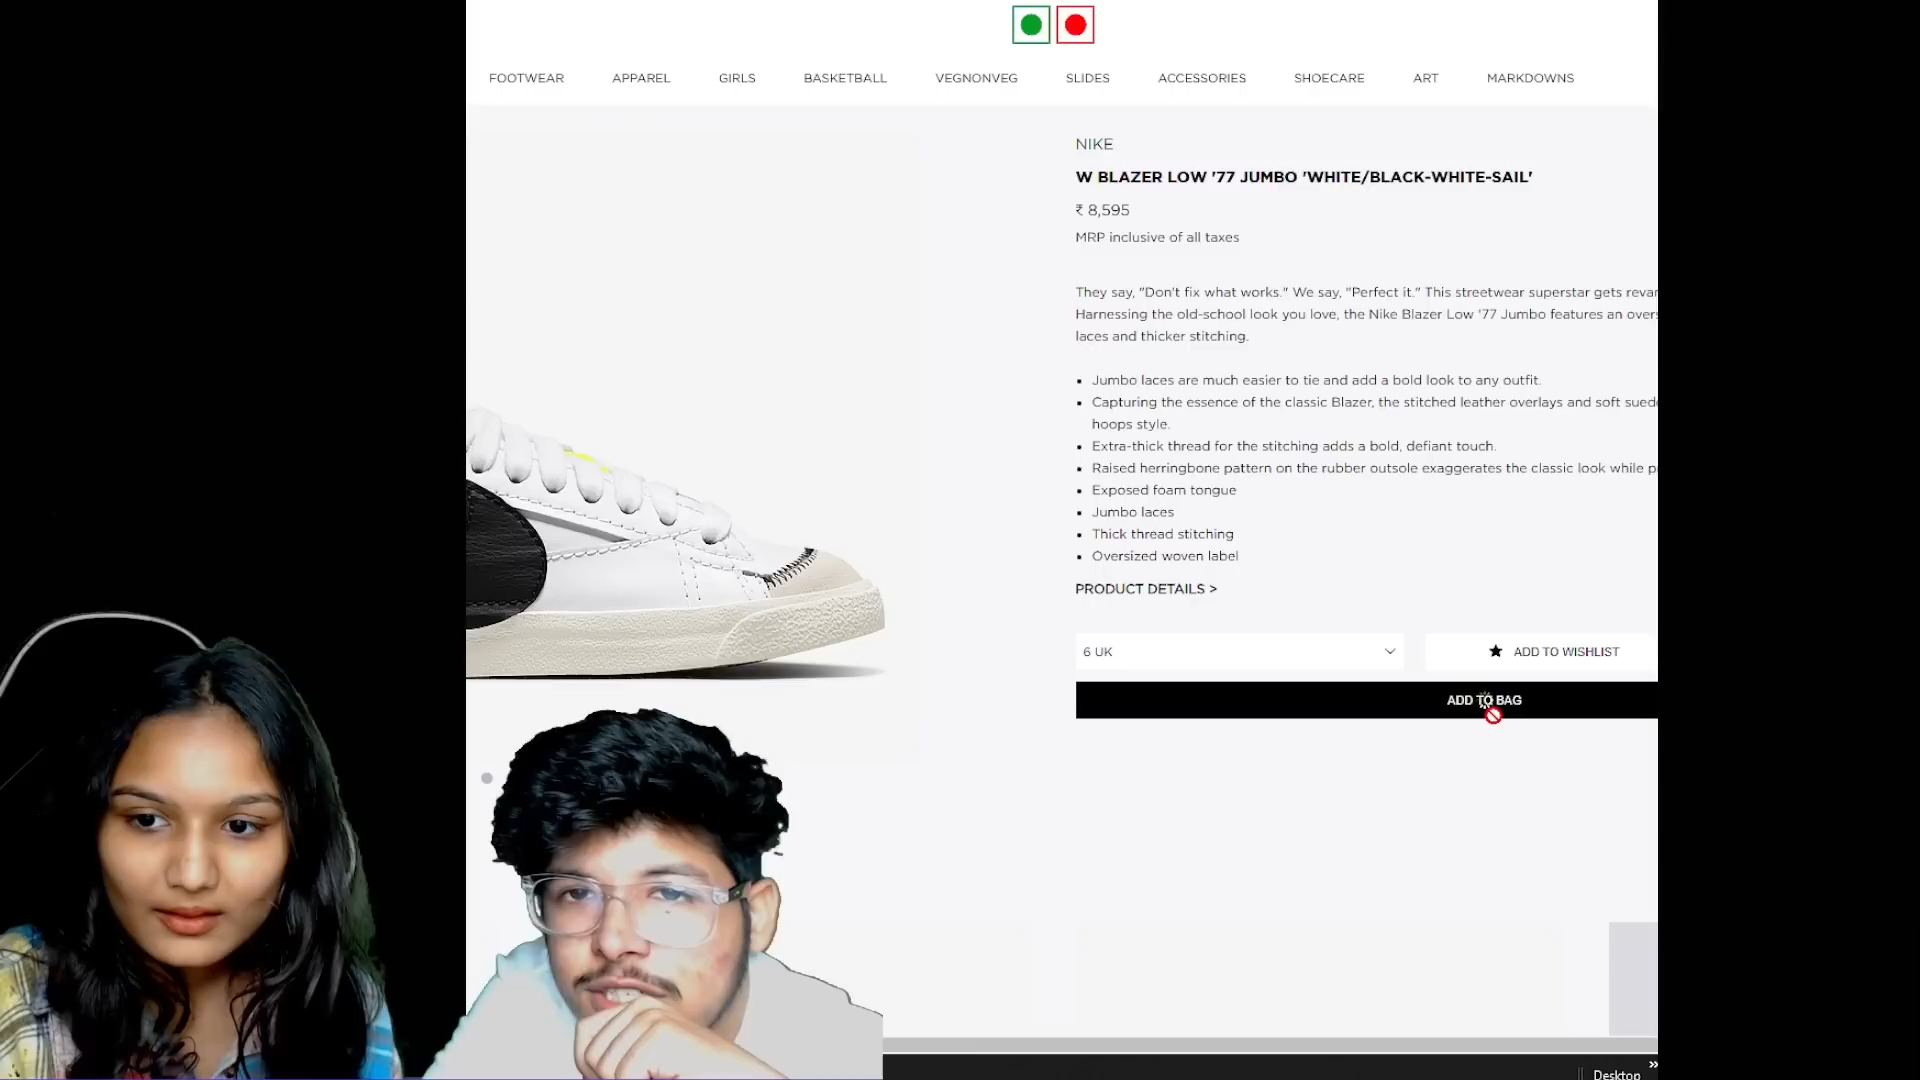 FOOTWEAR APPAREL GIRLS BASKETBALL VEGNONVEG SLIDES ACCESSORIES SHOECARE ART MARKDOWNS
NIKE
W BLAZER LOW '77 JUMBO 'WHITE/BLACK-WHITE-SAIL'
₹ 8,595
MRP inclusive of all taxes
They say, "Don't fix what works." We say, "Perfect it." This streetwear superstar gets
Harnessing the old-school look you love, the Nike Blazer Low '77 Jumbo features an
laces and thicker stitching.
• Jumbo laces are much easier to tie and add a bold look to any outfit.
• Capturing the essence of the classic Blazer, the stitched leather overlays and soft
hoops style.
• Extra-thick thread for the stitching adds a bold, defiant touch.
• Raised herringbone pattern on the rubber outsole exaggerates the classic look while
• Exposed foam tongue
• Jumbo laces
• Thick thread stitching
• Oversized woven label
PRODUCT DETAILS >
6 UK
★ ADD TO WISHLIST
ADD TO BAG
Desktop »